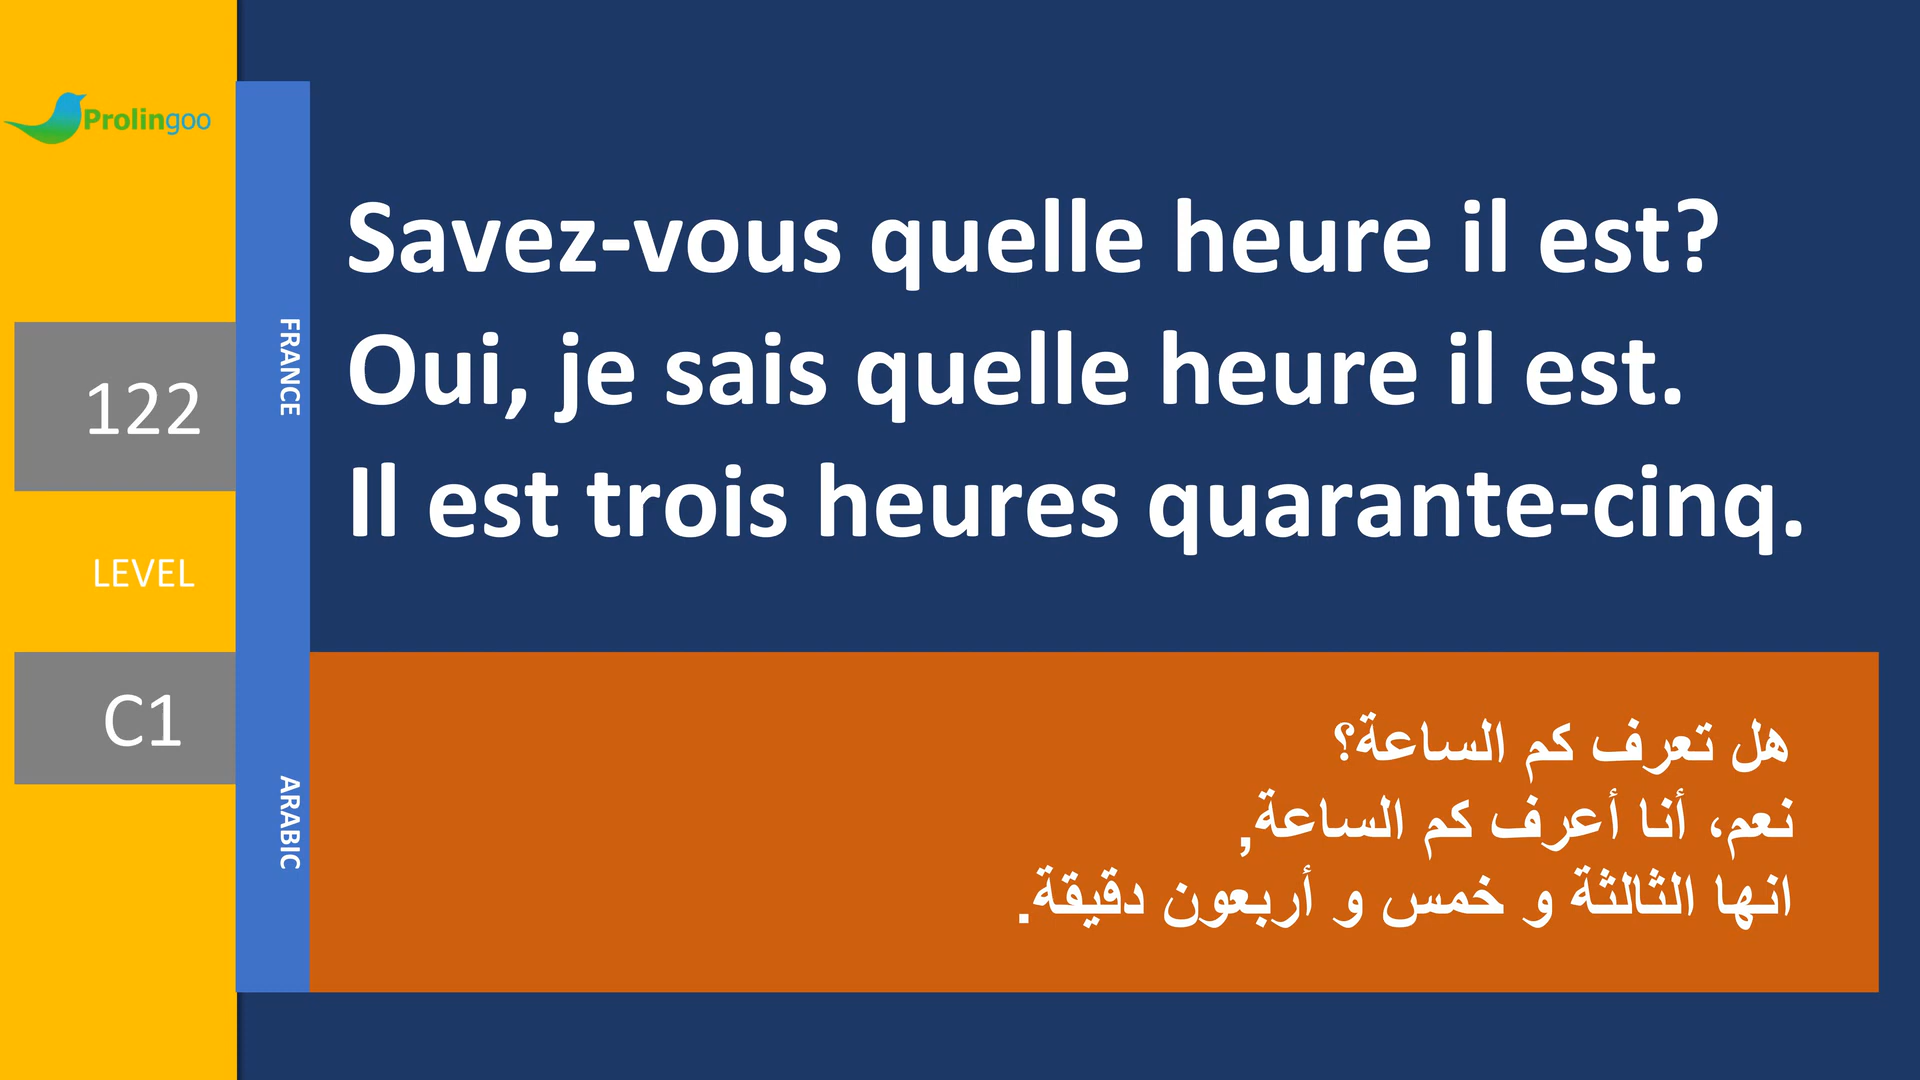 Prolingoo
122
LEVEL
C1
FRANCE
Savez-vous quelle heure il est?
Oui, je sais quelle heure il est.
Il est trois heures quarante-cinq.
ARABIC
هل تعرف كم الساعة؟
نعم، أنا أعرف كم الساعة,
انها الثالثة و خمس و أربعون دقيقة.